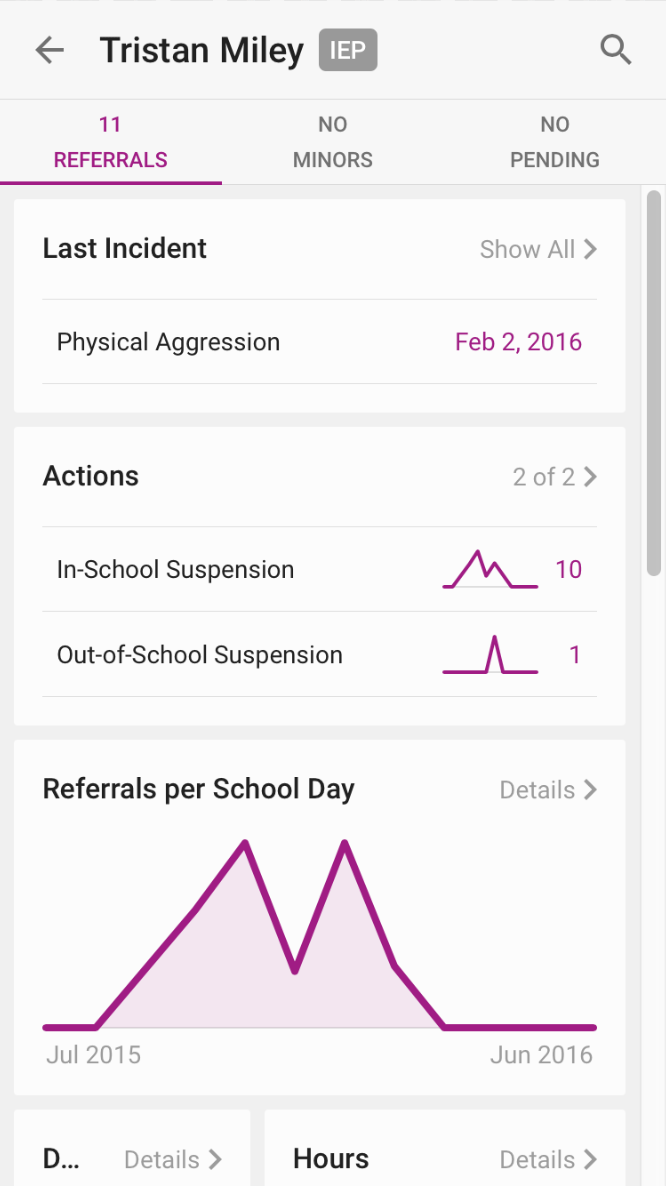 Tristan Miley IEP
11 REFERRALS
NO MINORS
NO PENDING
Last Incident Show All
Physical Aggression Feb 2, 2016
Actions 2 of 2
In-School Suspension 10
Out-of-School Suspension 1
Referrals per School Day Details
Jul 2015 Jun 2016
D... Details
Hours Details